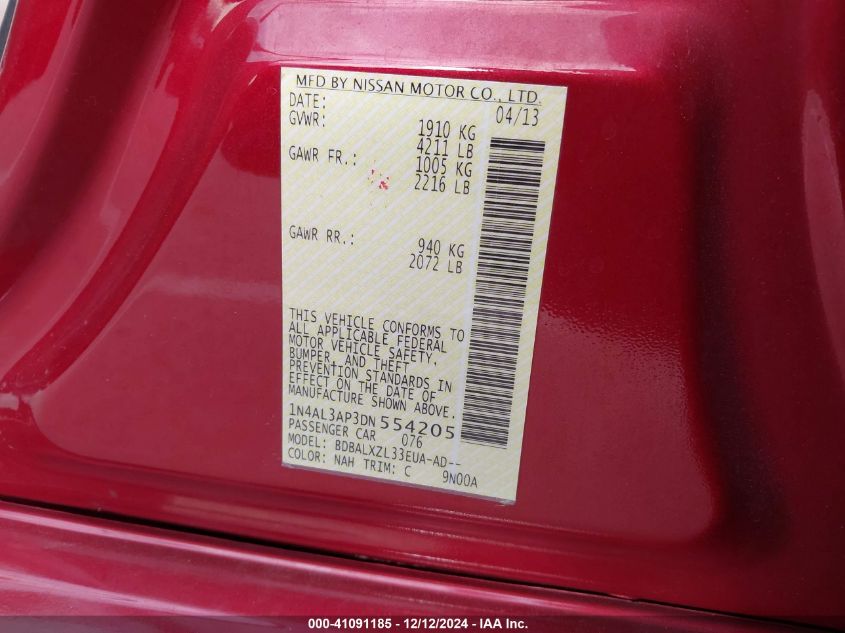 MFD BY NISSAN MOTOR CO., LTD.
DATE: 04/13
GVWR: 1910 KG
4211 LB
GAWR FR.: 1005 KG
2216 LB
GAWR RR.: 940 KG
2072 LB
THIS VEHICLE CONFORMS TO
ALL APPLICABLE FEDERAL
MOTOR VEHICLE SAFETY,
BUMPER, AND THEFT
PREVENTION STANDARDS IN
EFFECT ON THE DATE OF
MANUFACTURE SHOWN ABOVE.
1N4AL3AP3DN 554205
PASSENGER CAR 076
MODEL: BDBALXZL33EUA-AD--
COLOR: NAH TRIM: C 9N00A
000-41091185 - 12/12/2024 - IAA Inc.